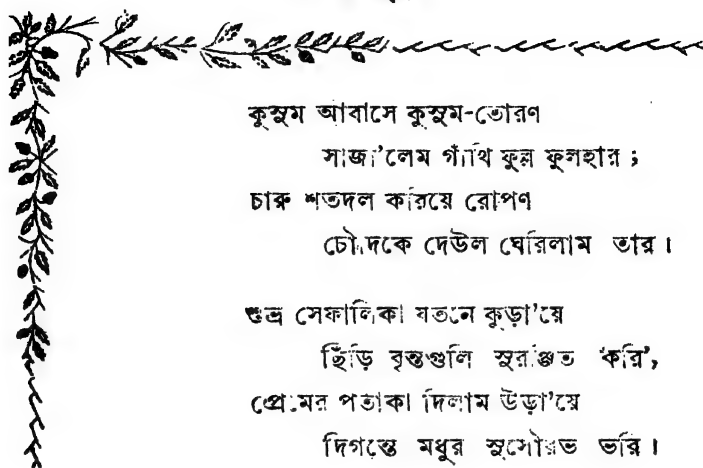 কুসুম আবাসে কুসুম-তোরণ
সাজা'লেম গাঁথি ফুল্ল ফুলহার ;
চারু শতদল করিয়ে রোপণ
চৌদিকে দেউল ঘেরিলাম তার ।
শুভ্র সেফালিকা যতনে কুড়া'য়ে
ছিঁড়ি বৃন্তগুলি সুরঞ্জিত 'করি',
প্রেমের পতাকা দিলাম উড়া'য়ে
দিগন্তে মধুর সুসৌরভ ভরি ।